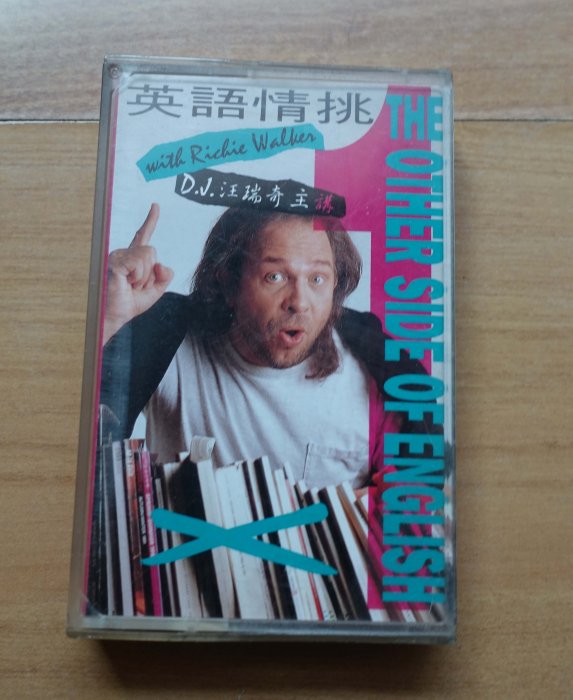 英語情挑
with Richie Walker
D.J.汪瑞奇主講
THE OTHER SIDE OF ENGLISH
1
X